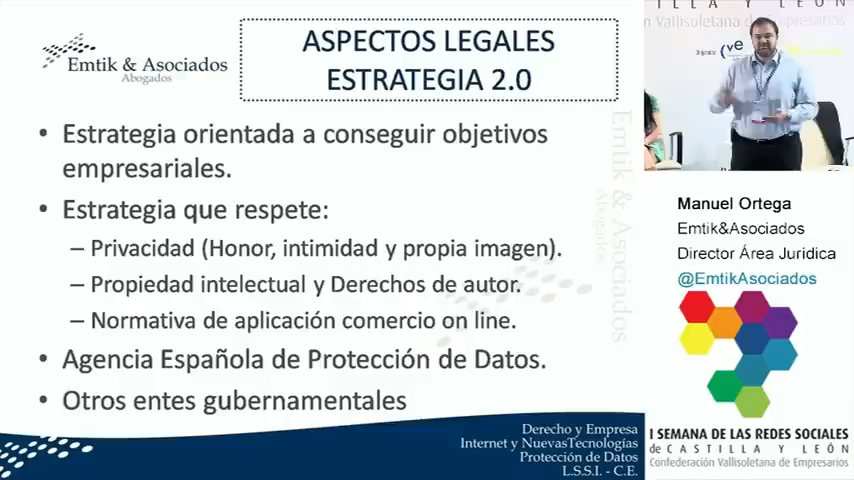 Emtik & Asociados
Abogados
ASPECTOS LEGALES
ESTRATEGIA 2.0
• Estrategia orientada a conseguir objetivos
empresariales.
• Estrategia que respete:
– Privacidad (Honor, intimidad y propia imagen).
– Propiedad intelectual y Derechos de autor.
– Normativa de aplicación comercio on line.
• Agencia Española de Protección de Datos.
• Otros entes gubernamentales
Emtik & Asociados
Abogados
Derecho y Empresa
Internet y NuevasTecnologías
Protección de Datos
L.S.S.I. - C.E.
TILLA Y LEÓN
Vallisoletana de Empresarios
Manuel Ortega
Emtik&Asociados
Director Área Juridica
@EmtikAsociados
I SEMANA DE LAS REDES SOCIALES
de CASTILLA Y LEÓN
Confederación Vallisoletana de Empresarios